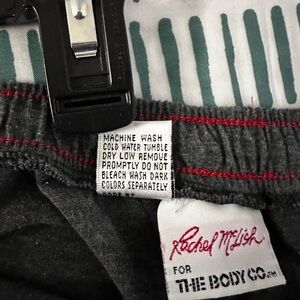 MACHINE WASH
COLD WATER TUMBLE
DRY LOW REMOVE
PROMPTLY DO NOT
BLEACH WASH DARK
COLORS SEPARATELY
Rachel McLish
FOR
THE BODY CO.